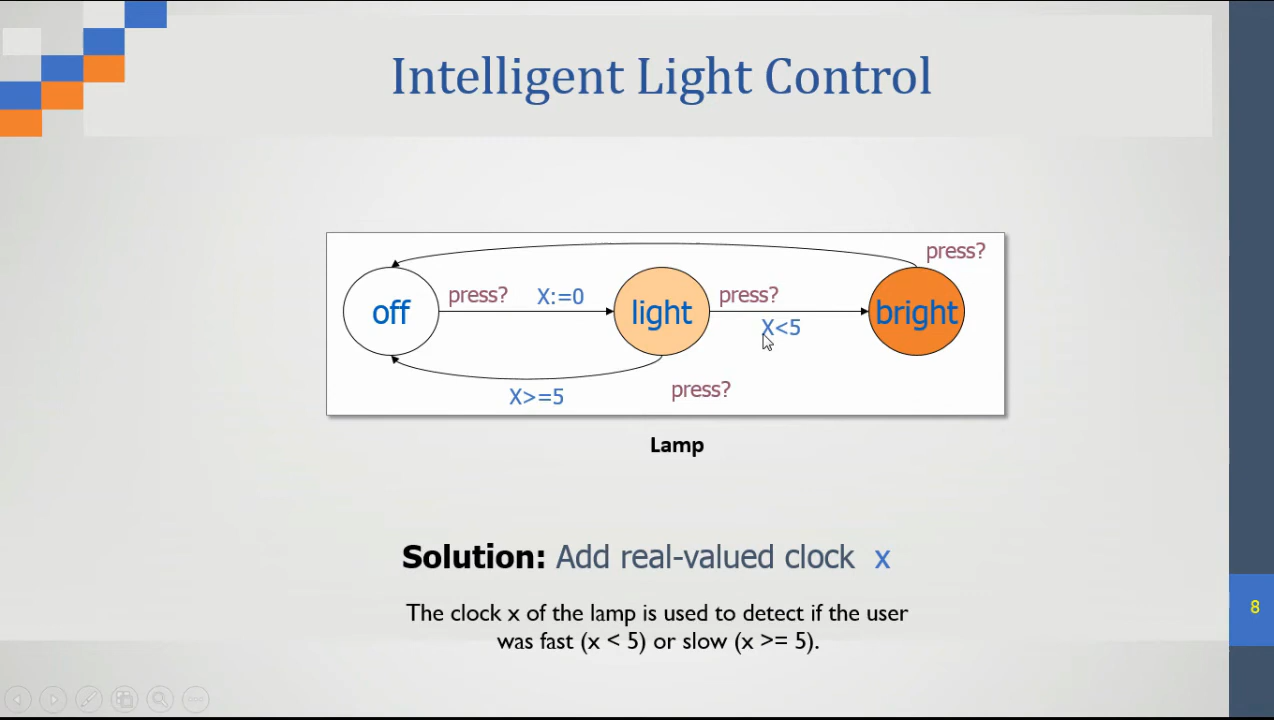 Intelligent Light Control
press?
off
press?
X:=0
light
press?
X<5
bright
X>=5
press?
Lamp
Solution: Add real-valued clock x
The clock x of the lamp is used to detect if the user
was fast (x < 5) or slow (x >= 5).
8